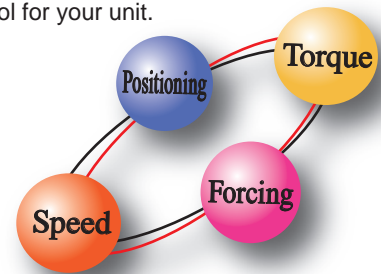 ol for your unit.
Torque
Positioning
Forcing
Speed